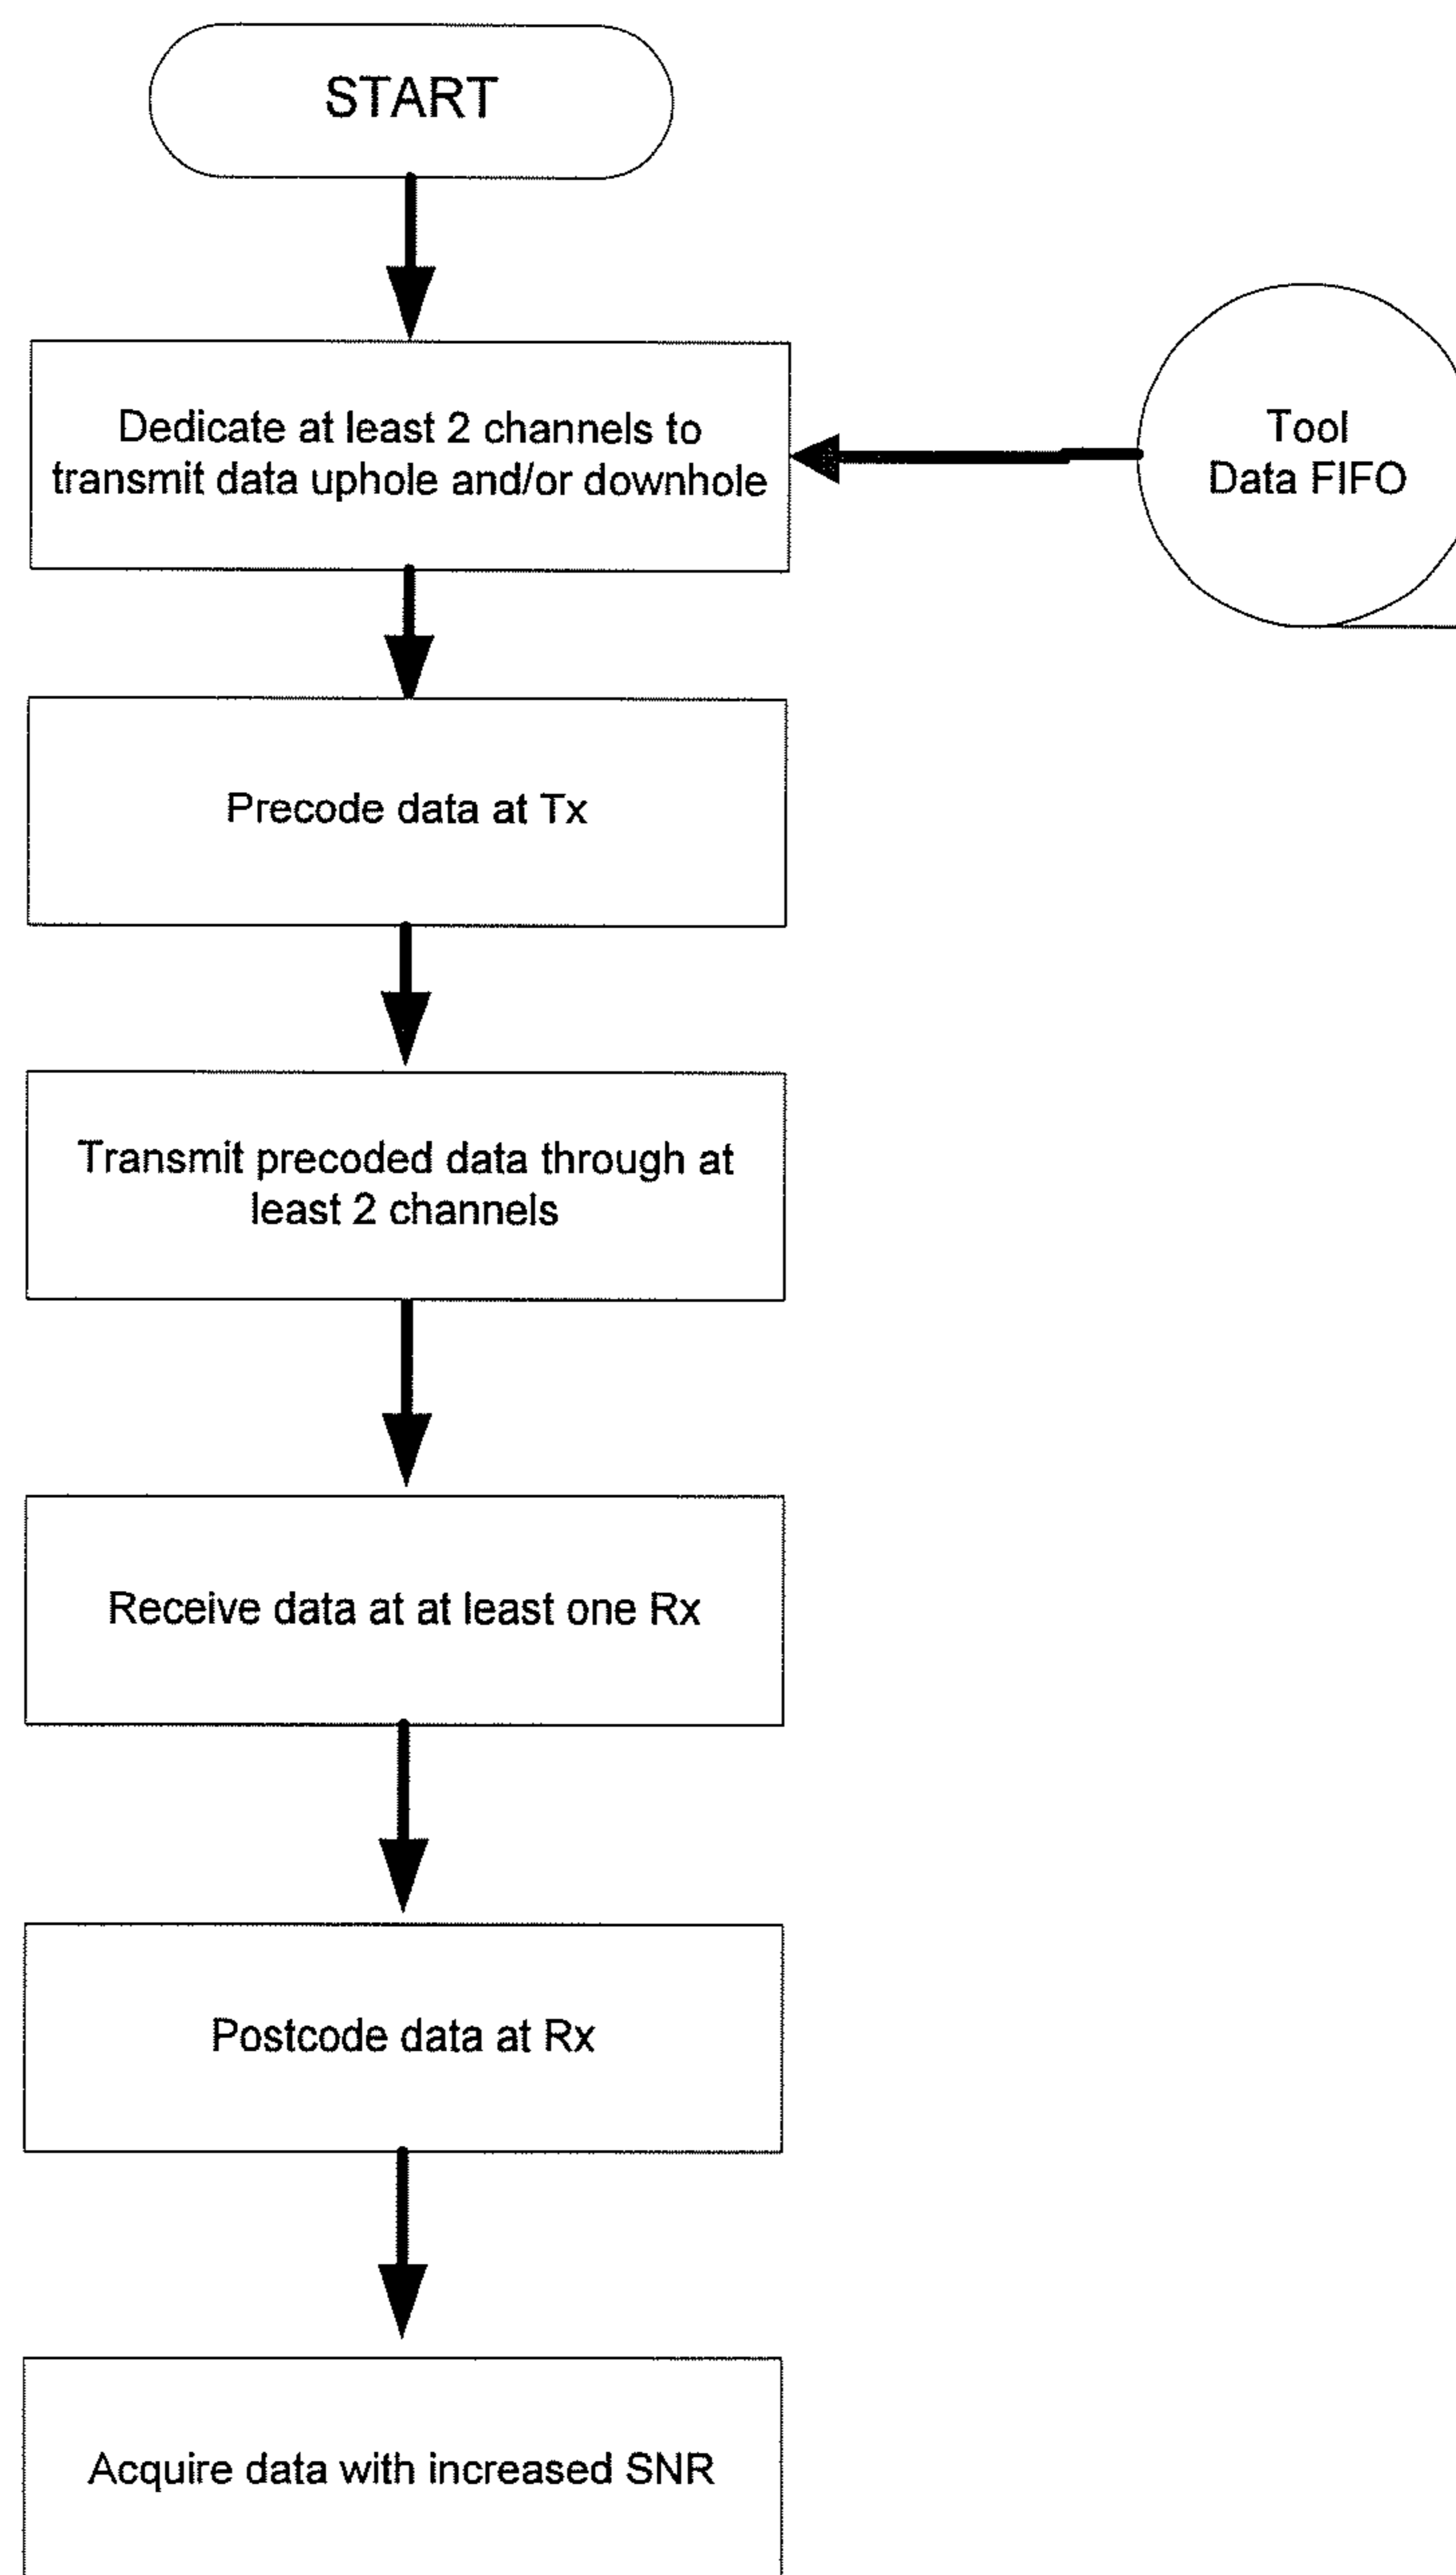 START
Dedicate at least 2 channels to
transmit data uphole and/or downhole
Tool
Data FIFO
Precode data at Tx
Transmit precoded data through at
least 2 channels
Receive data at at least one Rx
Postcode data at Rx
Acquire data with increased SNR